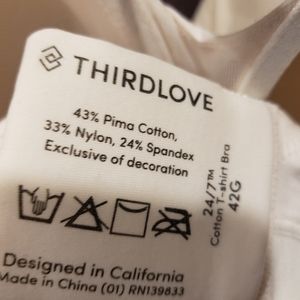 THIRDLOVE
43% Pima Cotton,
33% Nylon, 24% Spandex
Exclusive of decoration
24/7™
Cotton T-shirt Bra
42G
Designed in California
Made in China (01) RN139833